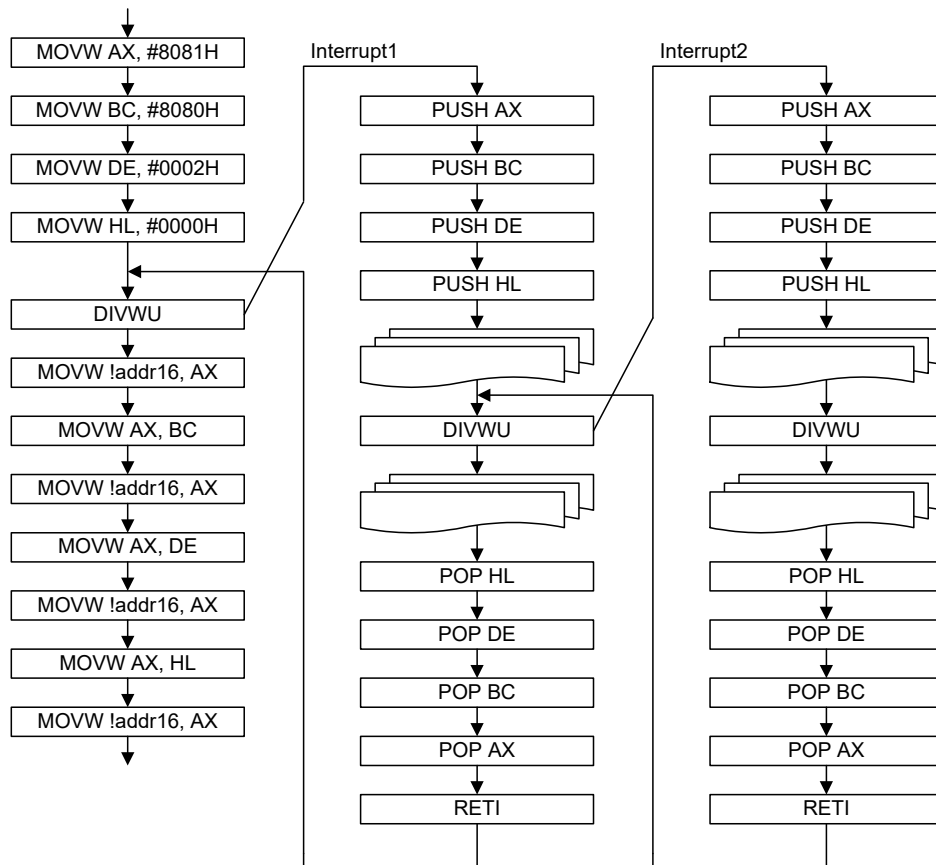 MOVW AX, #8081H
MOVW BC, #8080H
MOVW DE, #0002H
MOVW HL, #0000H
DIVWU
MOVW !addr16, AX
MOVW AX, BC
MOVW !addr16, AX
MOVW AX, DE
MOVW !addr16, AX
MOVW AX, HL
MOVW !addr16, AX
Interrupt1
PUSH AX
PUSH BC
PUSH DE
PUSH HL
DIVWU
POP HL
POP DE
POP BC
POP AX
RETI
Interrupt2
PUSH AX
PUSH BC
PUSH DE
PUSH HL
DIVWU
POP HL
POP DE
POP BC
POP AX
RETI